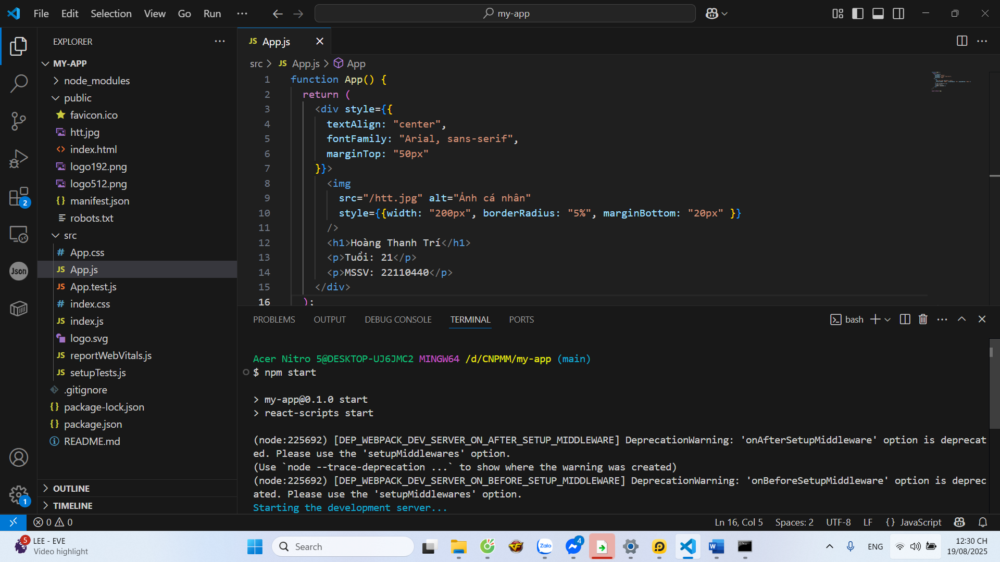 File Edit Selection View Go Run ··· my-app
EXPLORER ···
MY-APP
node_modules
public
favicon.ico
htt.jpg
index.html
logo192.png
logo512.png
manifest.json
robots.txt
src
App.css
App.js
App.test.js
index.css
index.js
logo.svg
reportWebVitals.js
setupTests.js
.gitignore
package-lock.json
package.json
README.md
OUTLINE
TIMELINE
2
Json
1
JS App.js
src > JS App.js > App
1 function App() {
2 return (
3 <div style={{
4 textAlign: "center",
5 fontFamily: "Arial, sans-serif",
6 marginTop: "50px"
7 }}>
8 <img
9 src="/htt.jpg" alt="Ảnh cá nhân"
10 style={{width: "200px", borderRadius: "5%", marginBottom: "20px" }}
11 />
12 <h1>Hoàng Thanh Trí</h1>
13 <p>Tuổi: 21</p>
14 <p>MSSV: 22110440</p>
15 </div>
16 );
PROBLEMS OUTPUT DEBUG CONSOLE TERMINAL PORTS bash
Acer Nitro 5@DESKTOP-UJ6JMC2 MINGW64 /d/CNPMM/my-app (main)
$ npm start
> my-app@0.1.0 start
> react-scripts start
(node:225692) [DEP_WEBPACK_DEV_SERVER_ON_AFTER_SETUP_MIDDLEWARE] DeprecationWarning: 'onAfterSetupMiddleware' option is deprecat
ed. Please use the 'setupMiddlewares' option.
(Use `node --trace-deprecation ...` to show where the warning was created)
(node:225692) [DEP_WEBPACK_DEV_SERVER_ON_BEFORE_SETUP_MIDDLEWARE] DeprecationWarning: 'onBeforeSetupMiddleware' option is deprec
ated. Please use the 'setupMiddlewares' option.
Starting the development server...
0 0 Ln 16, Col 5 Spaces: 2 UTF-8 LF {} JavaScript
5 LEE - EVE
Video highlight
Search
Zalo
4
ENG
12:30 CH
19/08/2025